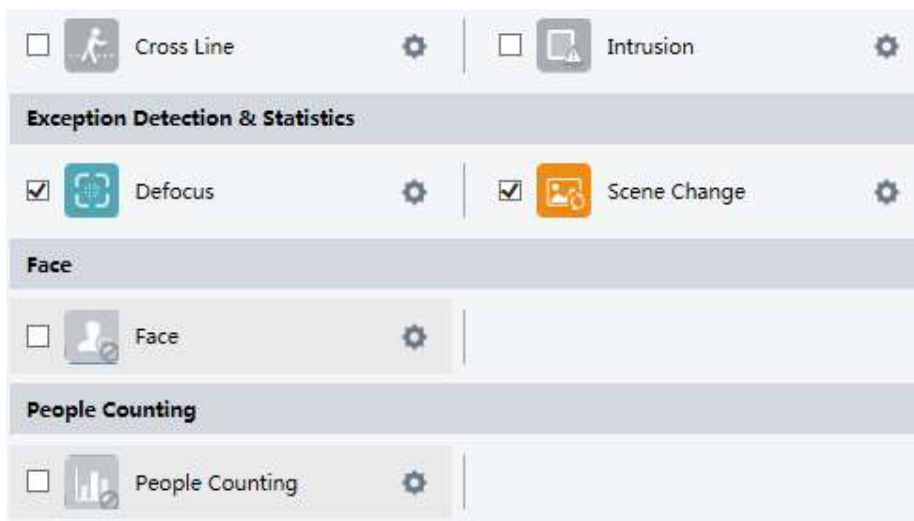 Cross Line
Intrusion
Exception Detection & Statistics
Defocus
Scene Change
Face
Face
People Counting
People Counting